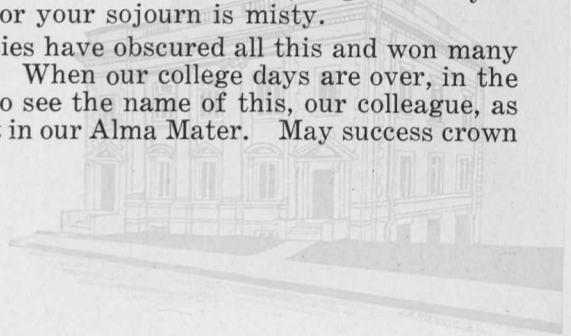 or your sojourn is misty.
ies have obscured all this and won many
When our college days are over, in the
o see the name of this, our colleague, as
in our Alma Mater. May success crown